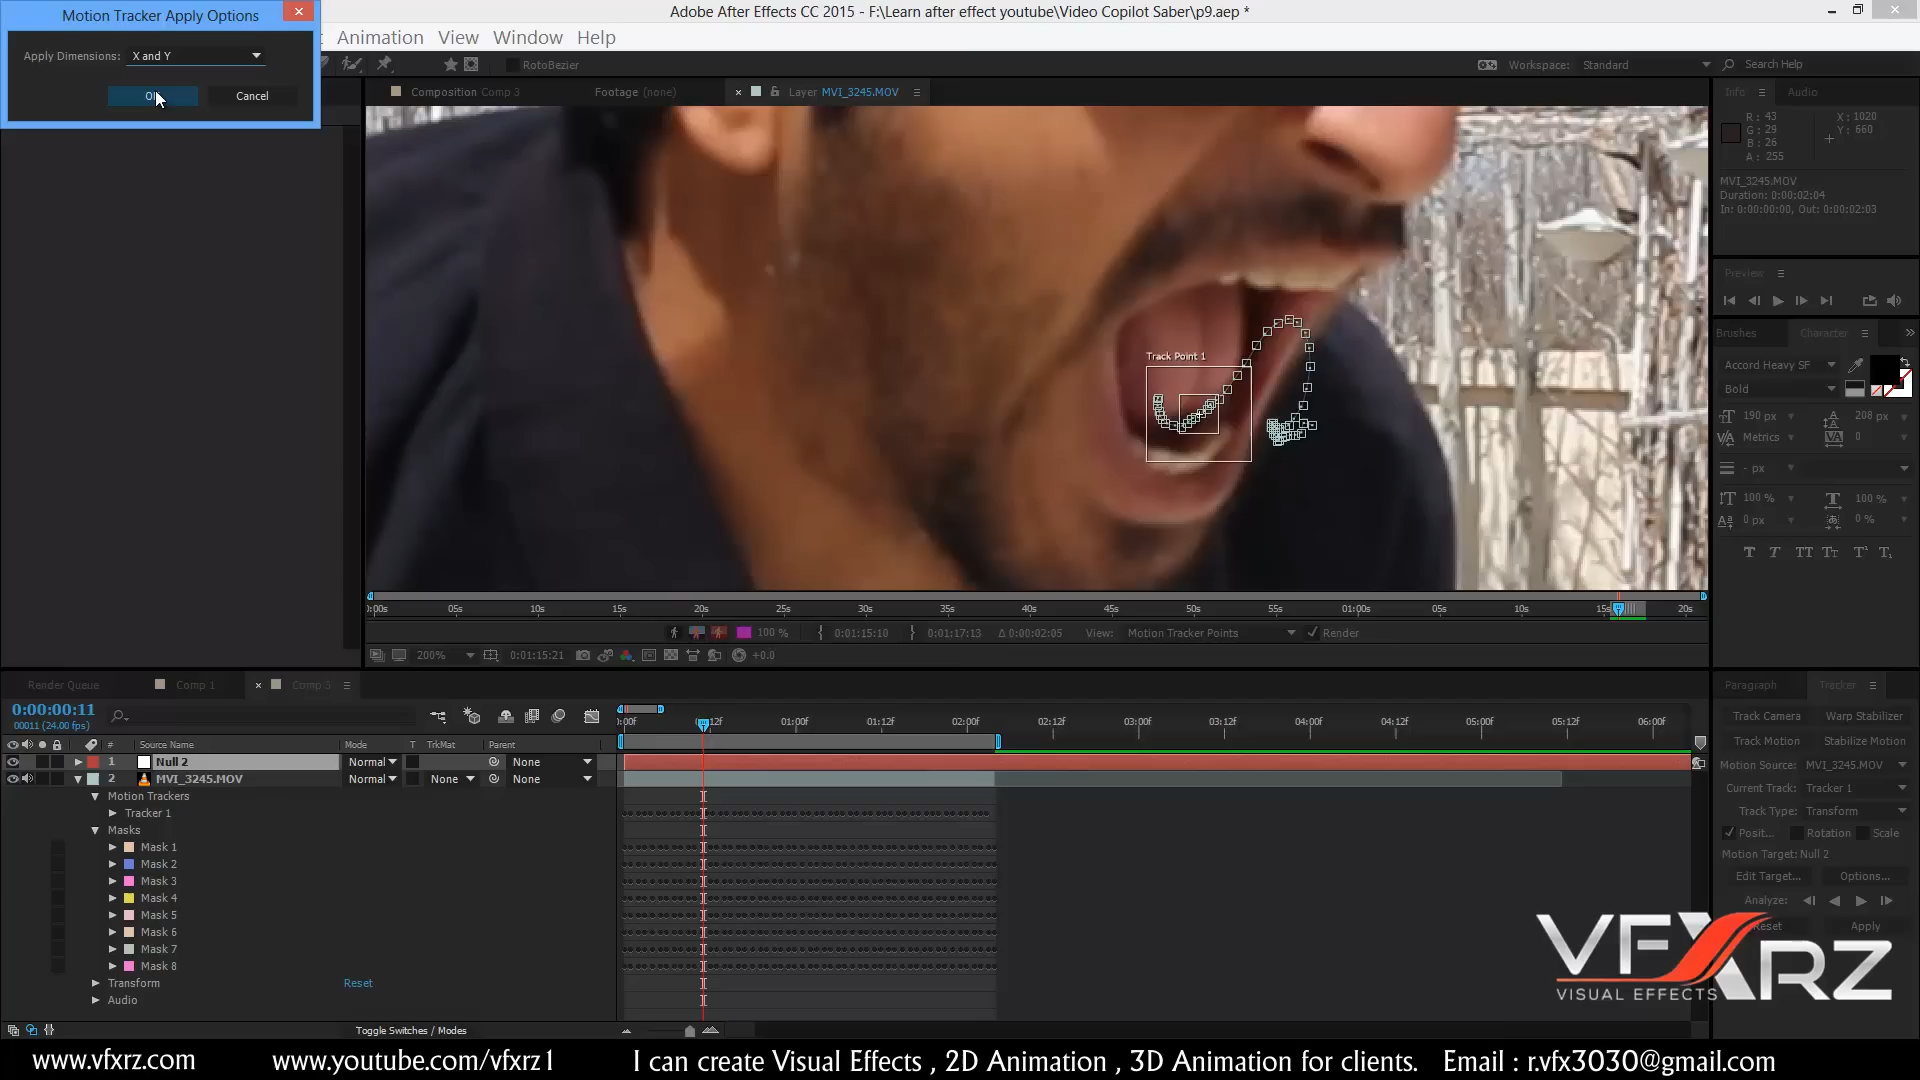 Motion Tracker Apply Options
Adobe After Effects CC 2015 - F:\Learn after effect youtube\Video Copilot Saber\p9.aep *
Apply Dimensions: X and Y
Cancel
Animation View Window Help
RotoBezier
Workspace: Standard
Search Help
Composition Comp 3
Footage (none)
Layer MVI_3245.MOV
Info
Audio
R : 43
G : 29
B : 26
A : 255
X : 1020
Y : 660
MVI_3245.MOV
Duration: 0:00:02:04
In: 0:00:00:00, Out: 0:00:02:03
Preview
Brushes
Character
Accord Heavy SF
Bold
190 px
208 px
Metrics
0
- px
100 %
100 %
0 px
0 %
Track Point 1
0:00s 05s 10s 15s 20s 25s 30s 35s 40s 45s 50s 55s 01:00s 05s 10s 15s 20s
100 %
0:01:15:10
0:01:17:13
Δ 0:00:02:05
View: Motion Tracker Points
Render
200%
0:01:15:21
+0.0
Render Queue
Comp 1
Comp 3
0:00:00:11
00011 (24.00 fps)
:00f 0:12f 01:00f 01:12f 02:00f 02:12f 03:00f 03:12f 04:00f 04:12f 05:00f 05:12f 06:00f
# Source Name Mode T TrkMat Parent
1 Null 2 Normal None
2 MVI_3245.MOV Normal None None
Motion Trackers
Tracker 1
Masks
Mask 1
Mask 2
Mask 3
Mask 4
Mask 5
Mask 6
Mask 7
Mask 8
Transform
Reset
Audio
Toggle Switches / Modes
Paragraph
Tracker
Track Camera
Warp Stabilizer
Track Motion
Stabilize Motion
Motion Source: MVI_3245.MOV
Current Track: Tracker 1
Track Type: Transform
Posit...
Rotation
Scale
Motion Target: Null 2
Edit Target...
Options...
Analyze:
Reset
Apply
VFXRZ
VISUAL EFFECTS
www.vfxrz.com
www.youtube.com/vfxrz1
I can create Visual Effects , 2D Animation , 3D Animation for clients.
Email : r.vfx3030@gmail.com